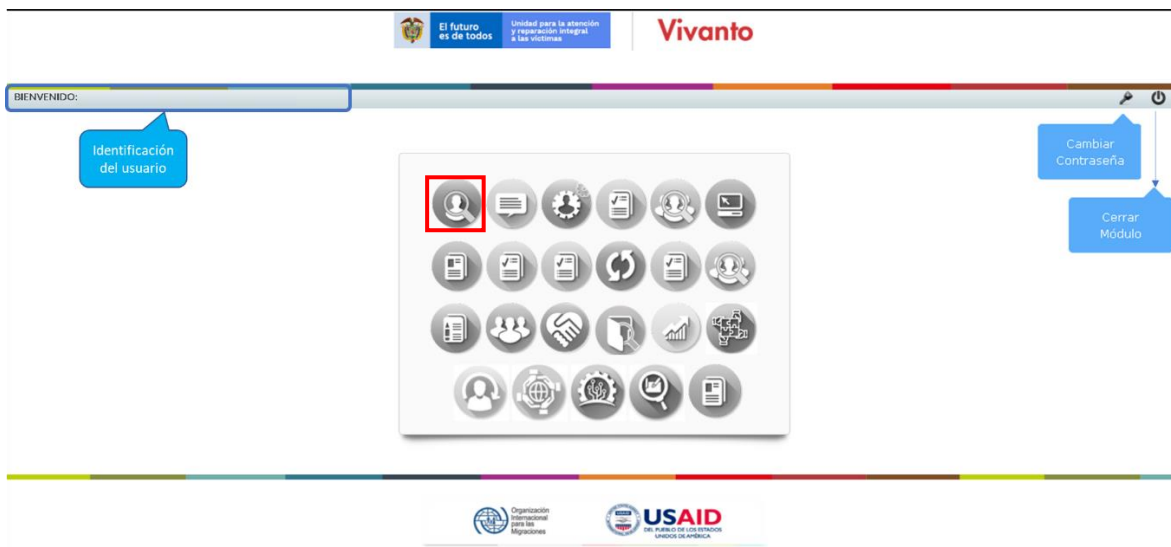 El futuro
es de todos
Unidad para la atención
y reparación integral
a las víctimas
Vivanto
BIENVENIDO:
Identificación
del usuario
Cambiar
Contraseña
Cerrar
Módulo
Organización
Internacional
para las
Migraciones
USAID
USAID
DEL PUEBLO DE LOS ESTADOS
UNIDOS DE AMÉRICA